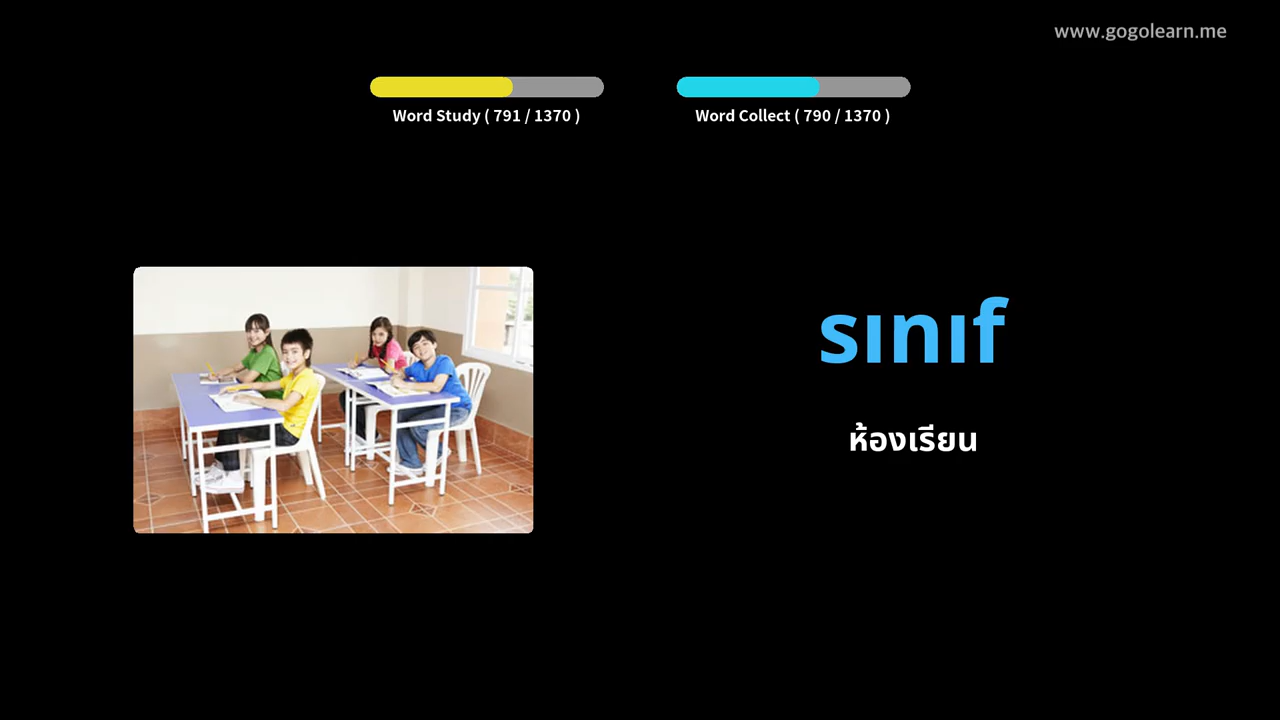 www.gogolearn.me
Word Study ( 791 / 1370 )
Word Collect ( 790 / 1370 )
sınıf
ห้องเรียน